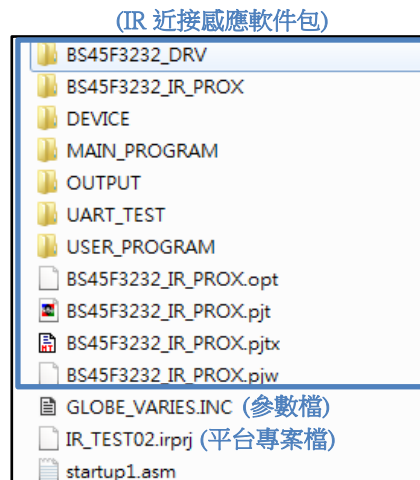 (IR 近接感應軟件包)
BS45F3232_DRV
BS45F3232_IR_PROX
DEVICE
MAIN_PROGRAM
OUTPUT
UART_TEST
USER_PROGRAM
BS45F3232_IR_PROX.opt
BS45F3232_IR_PROX.pjt
BS45F3232_IR_PROX.pjtx
BS45F3232_IR_PROX.pjw
GLOBE_VARIES.INC (參數檔)
IR_TEST02.irprj (平台專案檔)
startup1.asm